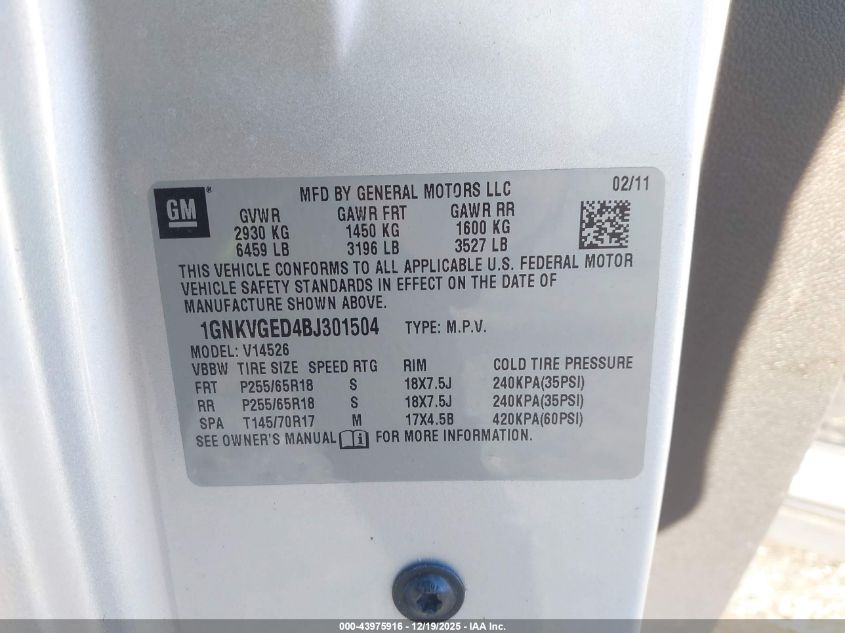 GM
MFD BY GENERAL MOTORS LLC 02/11
GVWR GAWR FRT GAWR RR
2930 KG 1450 KG 1600 KG
6459 LB 3196 LB 3527 LB
THIS VEHICLE CONFORMS TO ALL APPLICABLE U.S. FEDERAL MOTOR
VEHICLE SAFETY STANDARDS IN EFFECT ON THE DATE OF
MANUFACTURE SHOWN ABOVE.
1GNKVGED4BJ301504 TYPE: M.P.V.
MODEL: V14526
VBBW TIRE SIZE SPEED RTG RIM COLD TIRE PRESSURE
FRT P255/65R18 S 18X7.5J 240KPA(35PSI)
RR P255/65R18 S 18X7.5J 240KPA(35PSI)
SPA T145/70R17 M 17X4.5B 420KPA(60PSI)
SEE OWNER'S MANUAL FOR MORE INFORMATION.
000-43975916 - 12/19/2025 - IAA Inc.